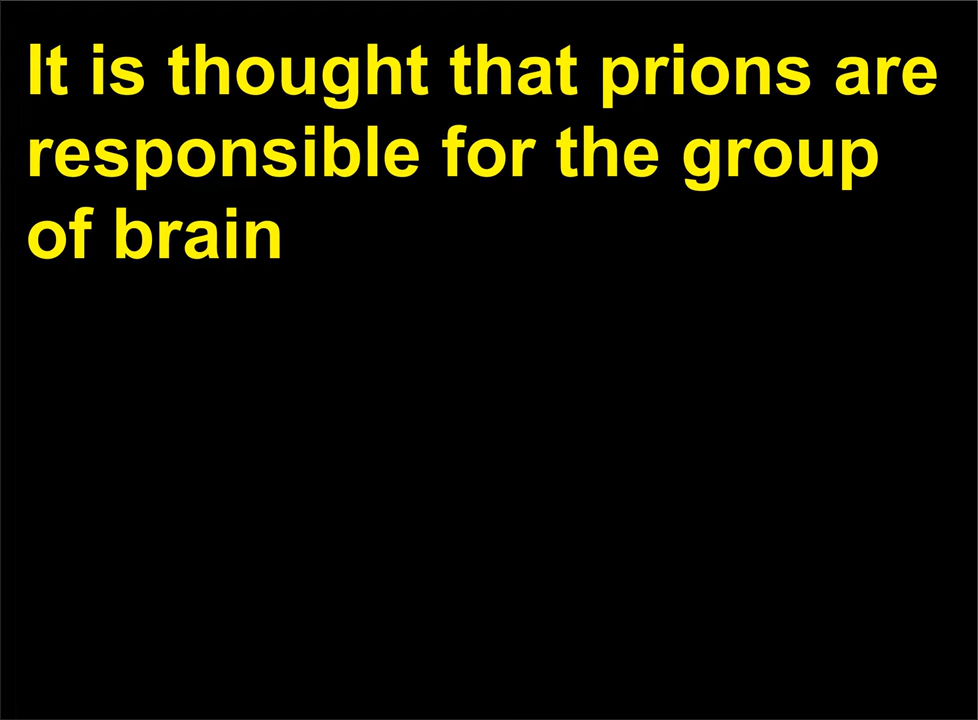 It is thought that prions are
responsible for the group
of brain